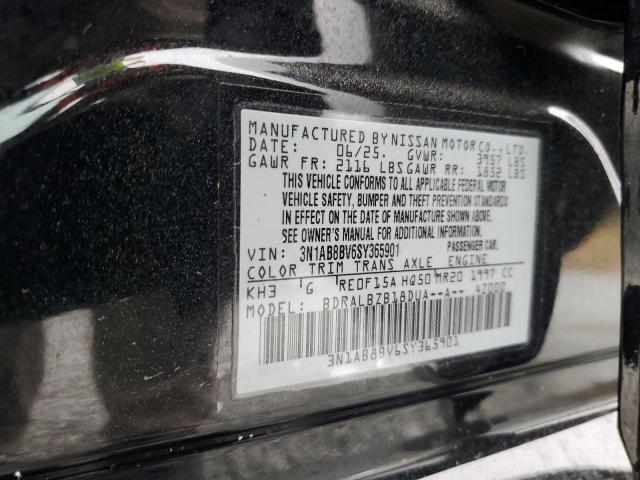 MANUFACTURED BY NISSAN MOTOR CO., LTD.
DATE: 06/25. GVWR: 3957 LBS
GAWR FR: 2116 LBS GAWR RR: 1852 LBS
THIS VEHICLE CONFORMS TO ALL APPLICABLE FEDERAL MOTOR
VEHICLE SAFETY, BUMPER AND THEFT PREVENTION STANDARDS
IN EFFECT ON THE DATE OF MANUFACTURE SHOWN ABOVE.
SEE OWNER'S MANUAL FOR ADDITIONAL INFORMATION.
VIN: 3N1AB8BV6SY365901 PASSENGER CAR.
COLOR TRIM TRANS AXLE ENGINE
KH3 G RE0F15A HQ50 MR20 1997 CC
MODEL: BDRALBZB18DUA--A-- 4Z000
3N1AB8BV6SY365901